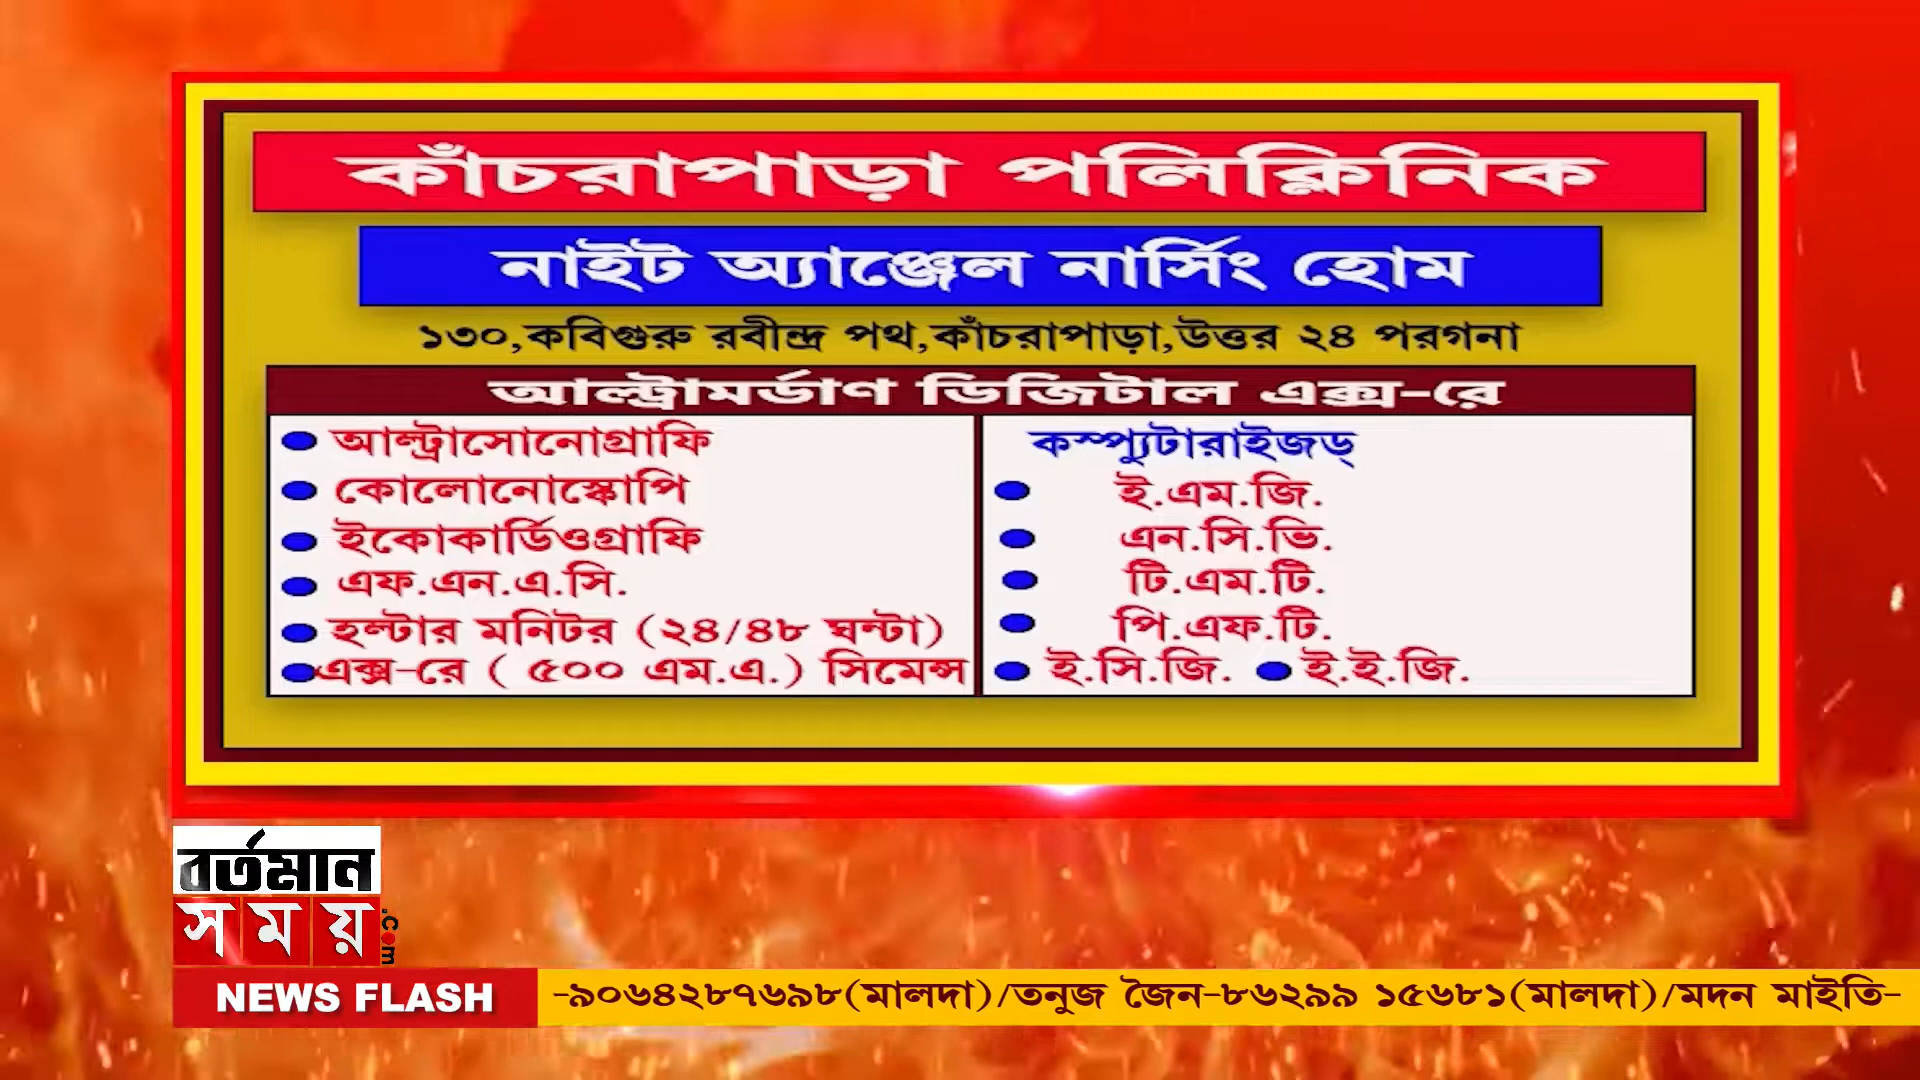 কাঁচরাপাড়া পলিক্লিনিক
নাইট অ্যাঞ্জেল নার্সিং হোম
১৩০,কবিগুরু রবীন্দ্র পথ,কাঁচরাপাড়া,উত্তর ২৪ পরগনা
আল্ট্রামর্ডাণ ডিজিটাল এক্স-রে
আল্ট্রাসোনোগ্রাফি
কোলোনোস্কোপি
ইকোকার্ডিওগ্রাফি
এফ.এন.এ.সি.
হল্টার মনিটর (২৪/৪৮ ঘন্টা)
এক্স-রে ( ৫০০ এম.এ.) সিমেন্স
কম্প্যুটারাইজড্
ই.এম.জি.
এন.সি.ভি.
টি.এম.টি.
পি.এফ.টি.
ই.সি.জি. ই.ই.জি.
বর্তমান
সময়
.com
NEWS FLASH
-৯০৬৪২৮৭৬৯৮(মালদা)/তনুজ জৈন-৮৬২৯৯ ১৫৬৮১(মালদা)/মদন মাইতি-